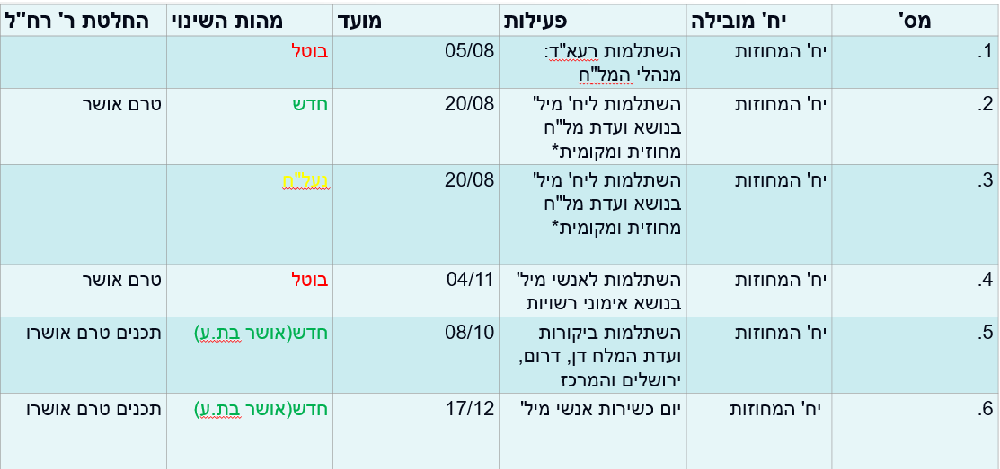 מס' יח' מובילה פעילות מועד מהות השינוי החלטת ר' רח"ל
1. יח' המחוזות השתלמות רעא"ד: 05/08 בוטל
מנהלי המל"ח
2. יח' המחוזות השתלמות ליח' מיל' 20/08 חדש טרם אושר
בנושא ועדת מל"ח
מחוזית ומקומית*
3. יח' המחוזות השתלמות ליח' מיל' 20/08 נעל"ח
בנושא ועדת מל"ח
מחוזית ומקומית*
4. יח' המחוזות השתלמות לאנשי מיל' 04/11 בוטל טרם אושר
בנושא אימוני רשויות
5. יח' המחוזות השתלמות ביקורות 08/10 חדש(אושר בת.ע) תכנים טרם אושרו
ועדת המלח דן, דרום,
ירושלים והמרכז
6. יח' המחוזות יום כשירות אנשי מיל' 17/12 חדש(אושר בת.ע) תכנים טרם אושרו